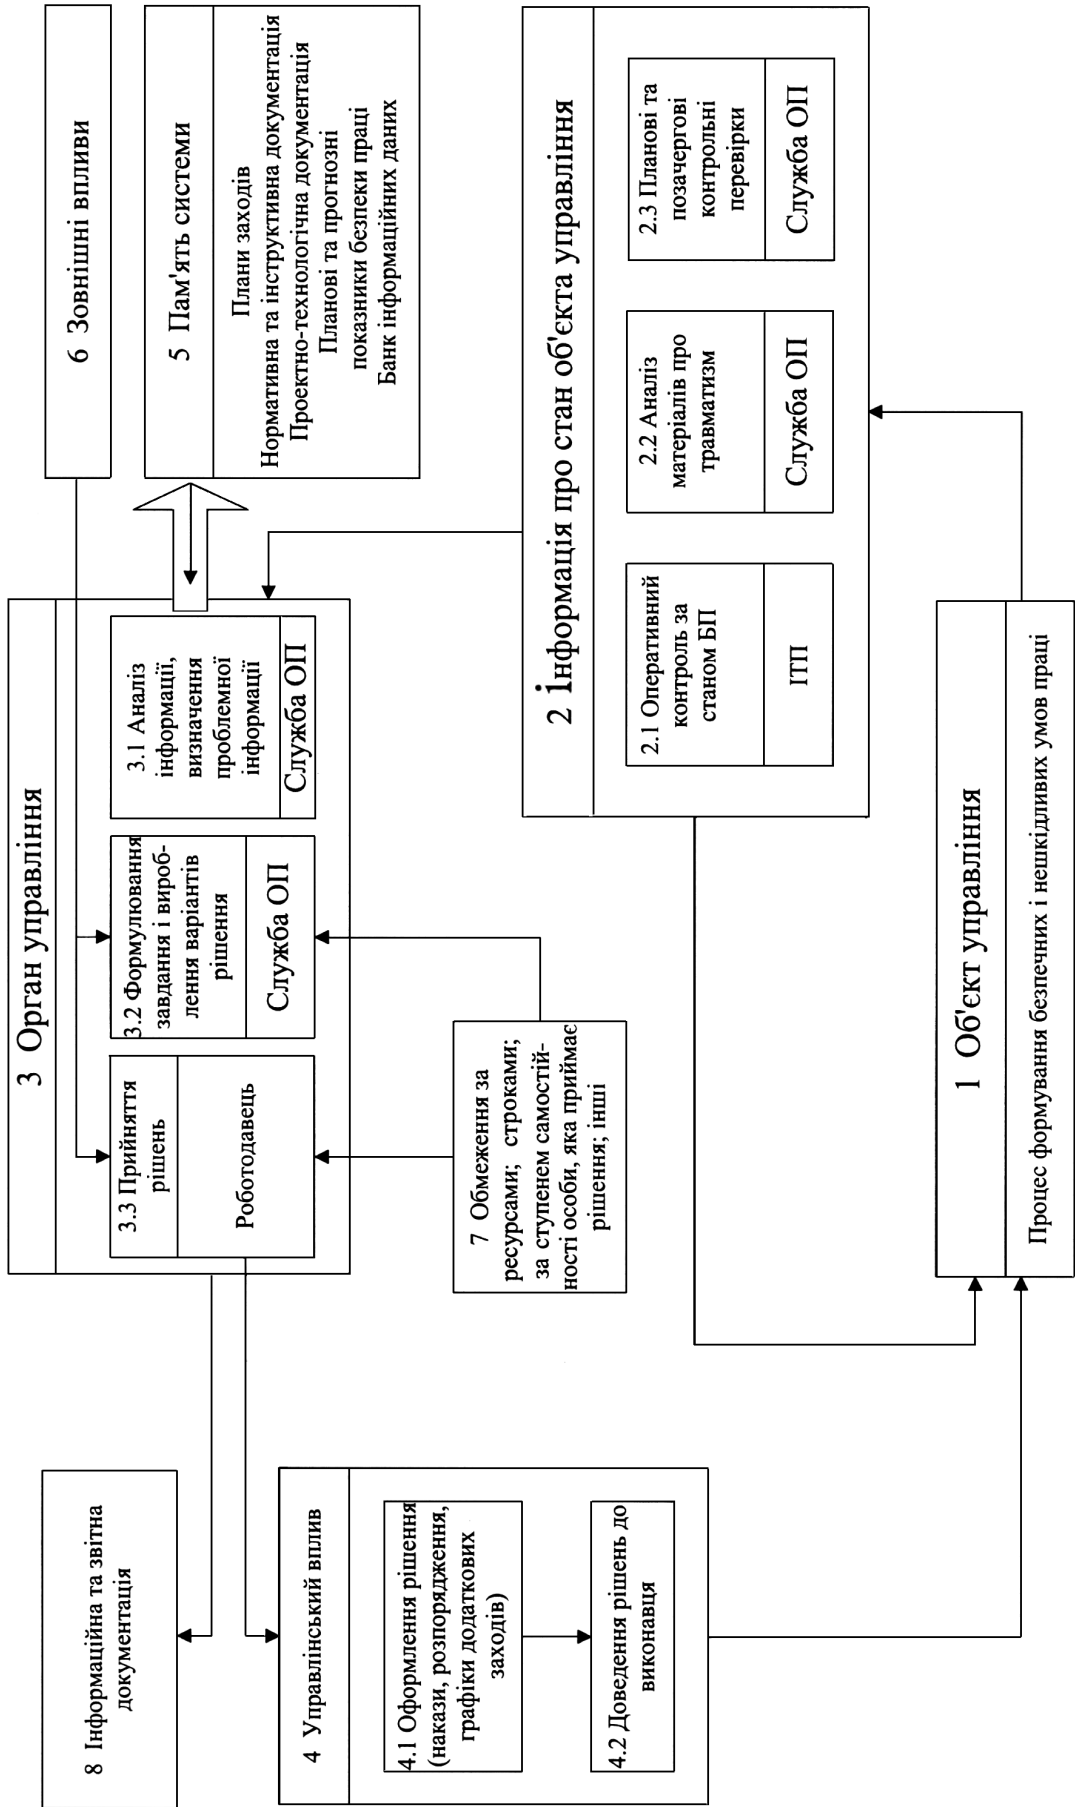 8 Інформаційна та звітна
документація
3 Орган управління
6 Зовнішні впливи
3.3 Прийняття
рішень
Роботодавець
3.2 Формулювання
завдання і вироб-
лення варіантів
рішення
Служба ОП
3.1 Аналіз
інформації,
визначення
проблемної
інформації
Служба ОП
5 Пам'ять системи
Плани заходів
Нормативна та інструктивна документація
Проектно-технологічна документація
Планові та прогнозні
показники безпеки праці
Банк інформаційних даних
4 Управлінський вплив
4.1 Оформлення рішення
(накази, розпорядження,
графіки додаткових
заходів)
4.2 Доведення рішень до
виконавця
7 Обмеження за
ресурсами; строками;
за ступенем самостій-
ності особи, яка приймає
рішення; інші
2 Інформація про стан об'єкта управління
2.1 Оперативний
контроль за
станом БП
ІТП
2.2 Аналіз
матеріалів про
травматизм
Служба ОП
2.3 Планові та
позачергові
контрольні
перевірки
Служба ОП
1 Об'єкт управління
Процес формування безпечних і нешкідливих умов праці